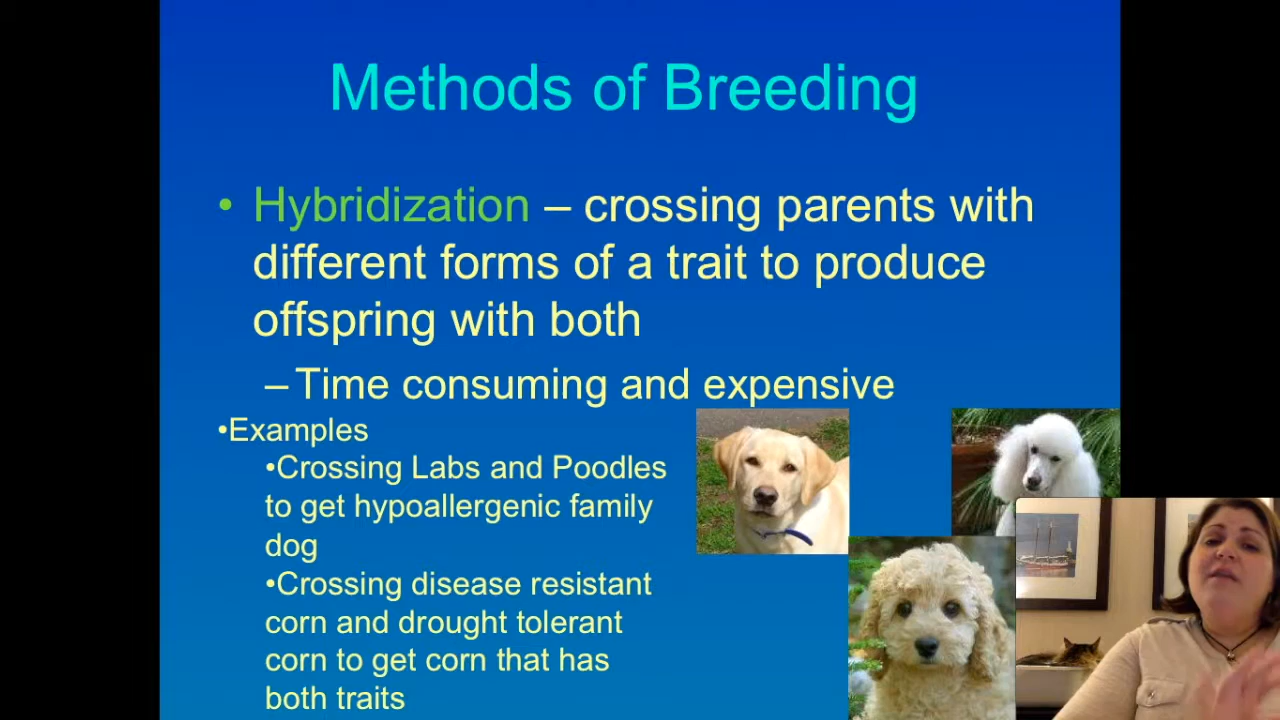 Methods of Breeding
• Hybridization – crossing parents with
different forms of a trait to produce
offspring with both
– Time consuming and expensive
•Examples
•Crossing Labs and Poodles
to get hypoallergenic family
dog
•Crossing disease resistant
corn and drought tolerant
corn to get corn that has
both traits